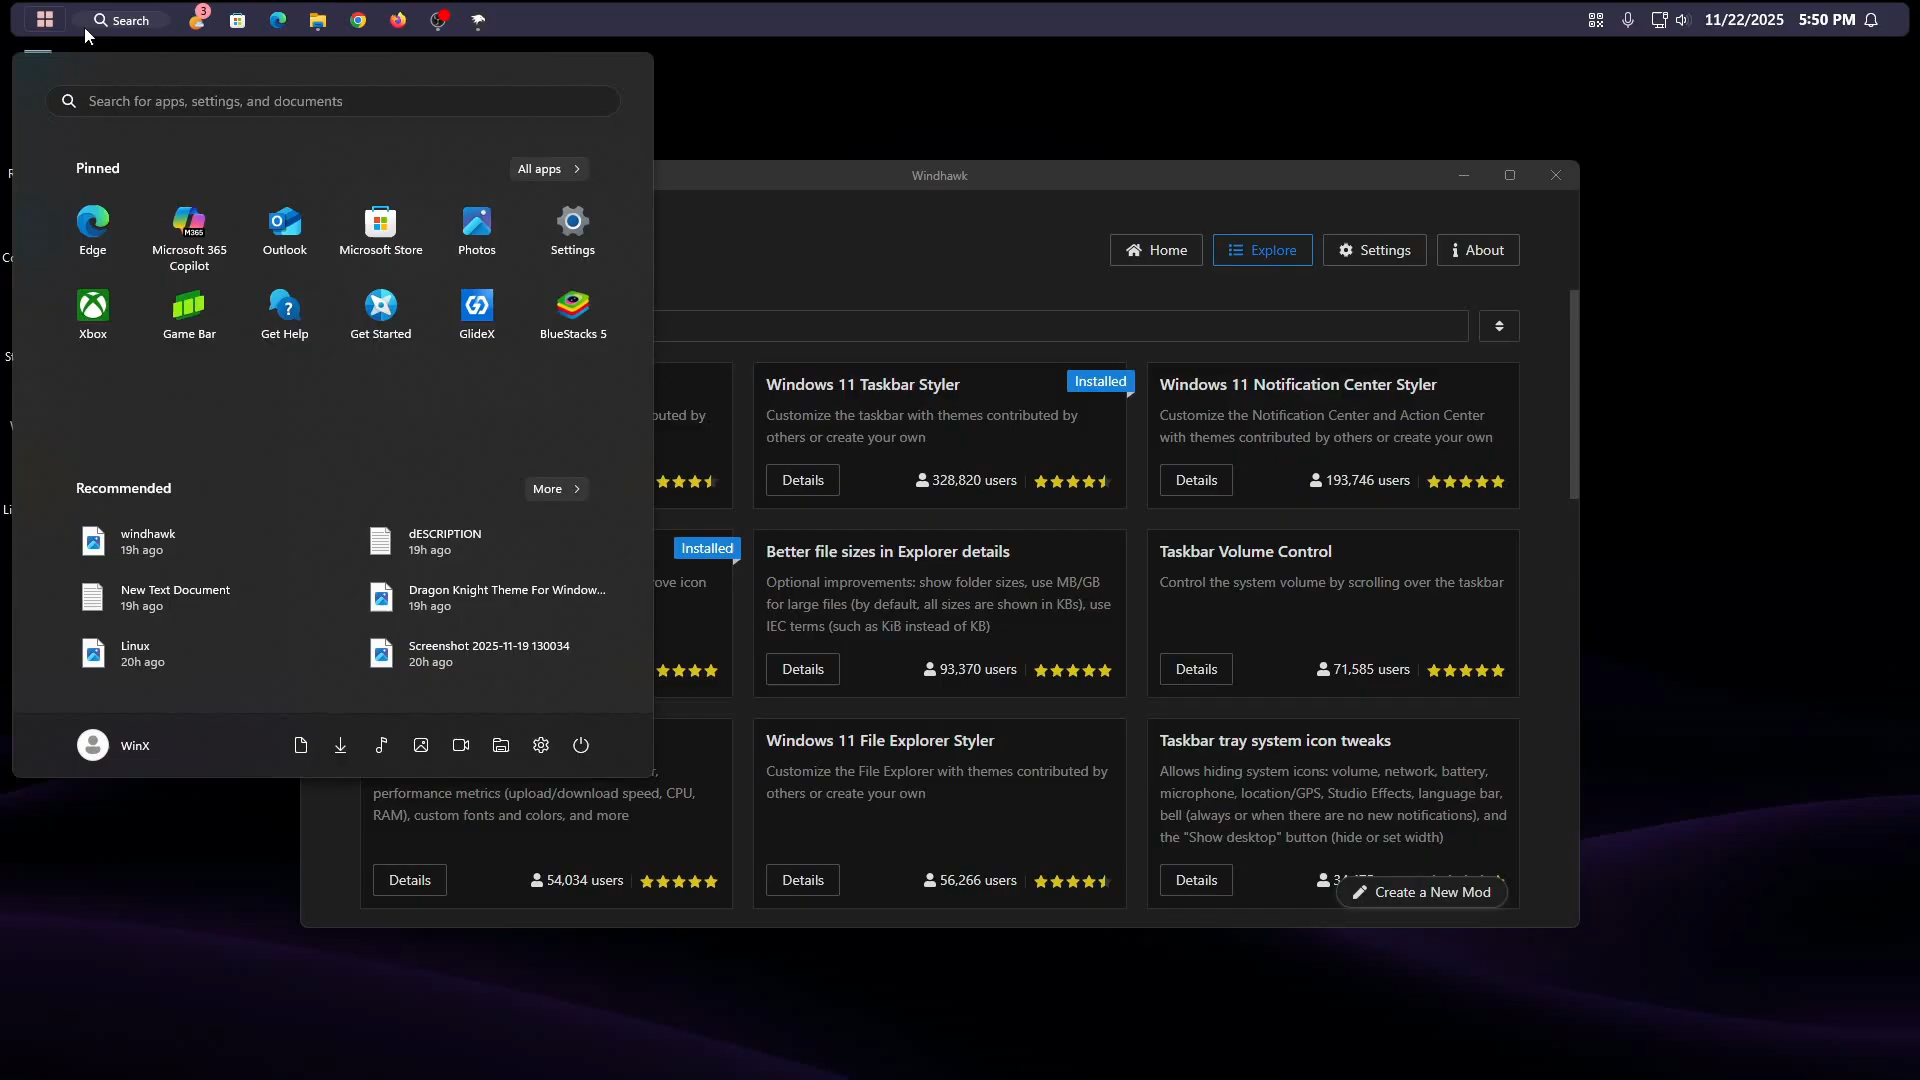 Search
3
11/22/2025
5:50 PM
Search for apps, settings, and documents
Pinned
All apps
Edge
Microsoft 365
Copilot
M365
Outlook
Microsoft Store
Photos
Settings
Xbox
Game Bar
Get Help
Get Started
GlideX
BlueStacks 5
Recommended
More
windhawk
19h ago
dESCRIPTION
19h ago
New Text Document
19h ago
Dragon Knight Theme For Window...
19h ago
Linux
20h ago
Screenshot 2025-11-19 130034
20h ago
WinX
Windhawk
Home
Explore
Settings
About
Windows 11 Taskbar Styler
Installed
Customize the taskbar with themes contributed by
others or create your own
Details
328,820 users
Windows 11 Notification Center Styler
Customize the Notification Center and Action Center
with themes contributed by others or create your own
Details
193,746 users
Installed
Better file sizes in Explorer details
Optional improvements: show folder sizes, use MB/GB
for large files (by default, all sizes are shown in KBs), use
IEC terms (such as KiB instead of KB)
Details
93,370 users
Taskbar Volume Control
Control the system volume by scrolling over the taskbar
Details
71,585 users
performance metrics (upload/download speed, CPU,
RAM), custom fonts and colors, and more
Details
54,034 users
Windows 11 File Explorer Styler
Customize the File Explorer with themes contributed by
others or create your own
Details
56,266 users
Taskbar tray system icon tweaks
Allows hiding system icons: volume, network, battery,
microphone, location/GPS, Studio Effects, language bar,
bell (always or when there are no new notifications), and
the "Show desktop" button (hide or set width)
Details
Create a New Mod